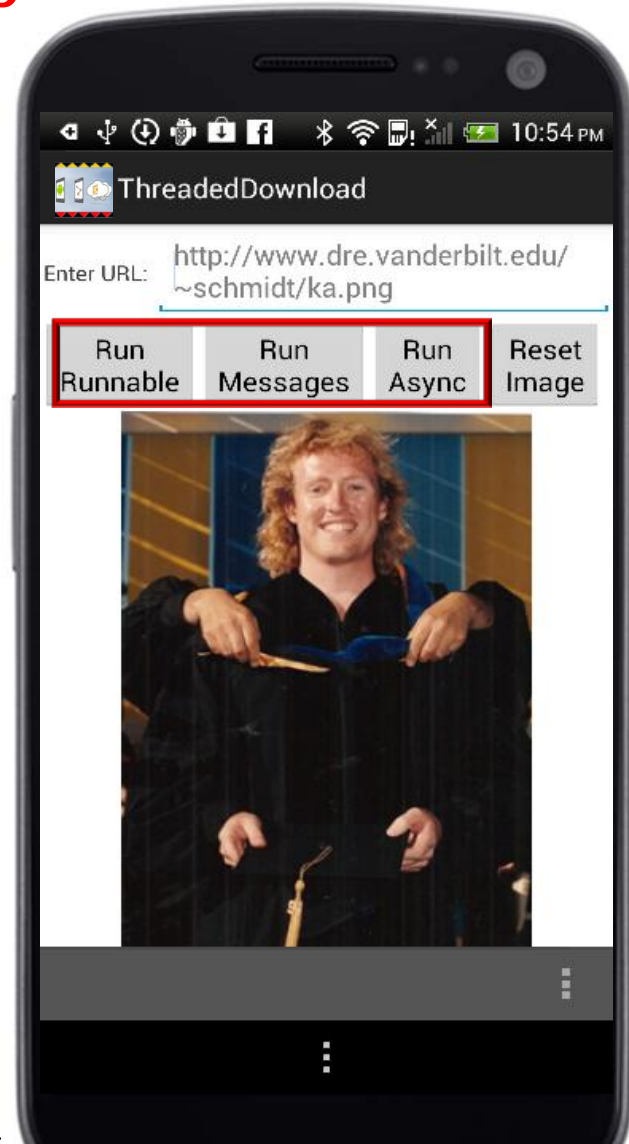 10:54 PM
ThreadedDownload
Enter URL:
http://www.dre.vanderbilt.edu/
~schmidt/ka.png
Run
Runnable
Run
Messages
Run
Async
Reset
Image